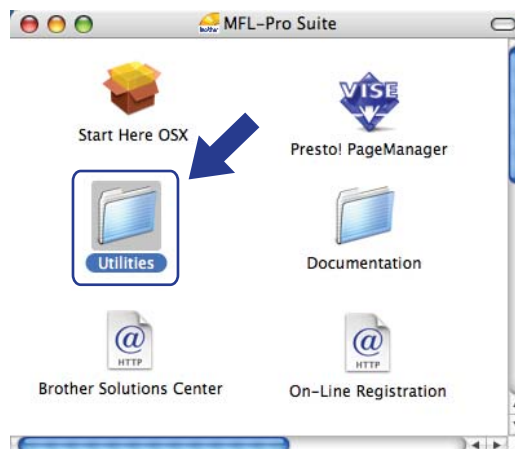 MFL-Pro Suite
VISE
Start Here OSX
Presto! PageManager
Utilities
Documentation
@
HTTP
@
HTTP
Brother Solutions Center
On-Line Registration